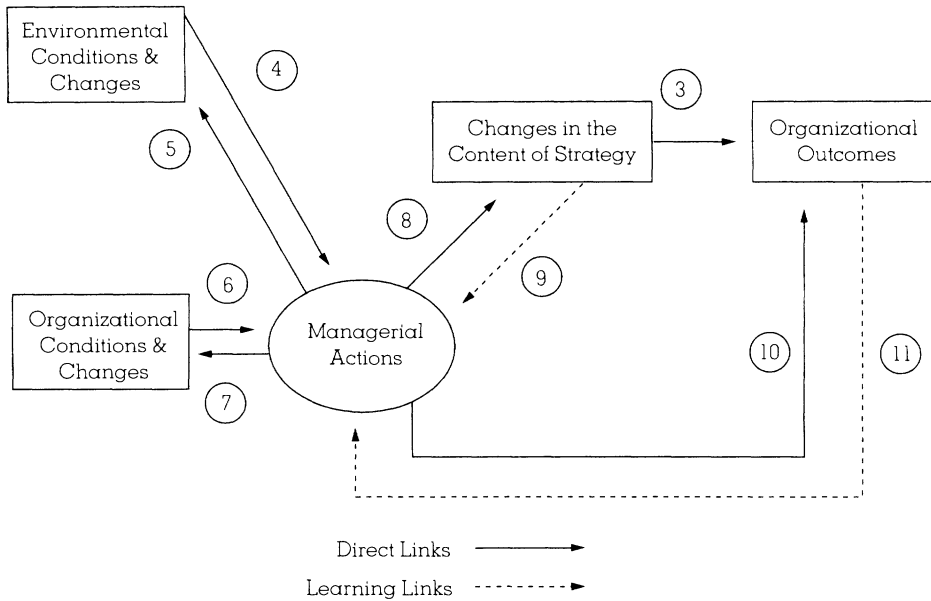 Environmental
Conditions &
Changes
4
5
3
Changes in the
Content of Strategy
Organizational
Outcomes
8
9
6
Organizational
Conditions &
Changes
7
Managerial
Actions
10
11
Direct Links
Learning Links